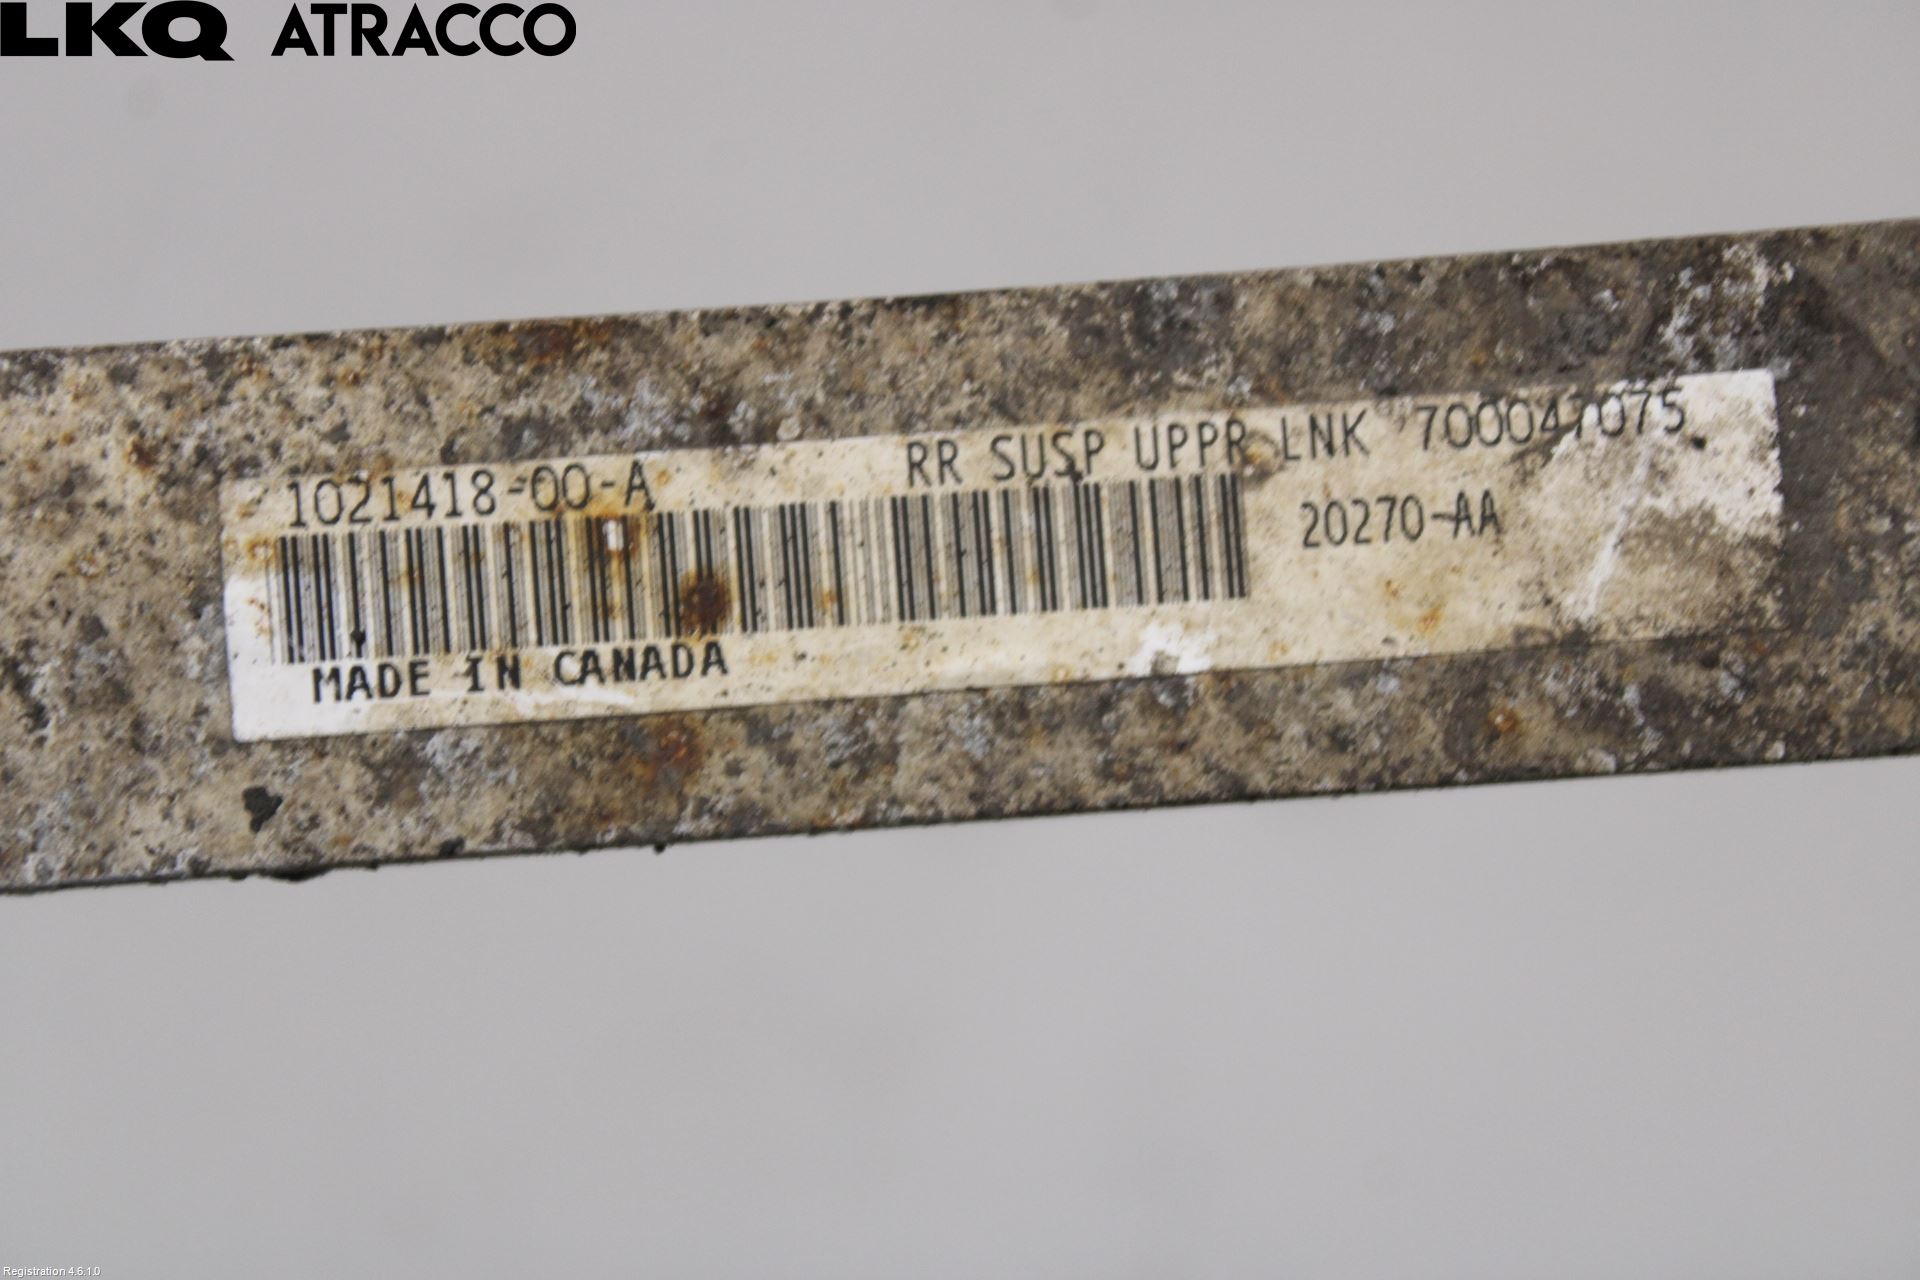 LKQ ATRACCO
1021418-00-A RR SUSP UPPR LNK 700047075
20270-AA
MADE IN CANADA
Registration 4.6.1.0